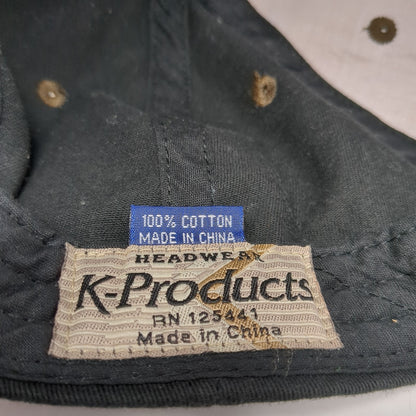 100% COTTON
MADE IN CHINA
HEADWEAR
K-Products
RN 125441
Made in China